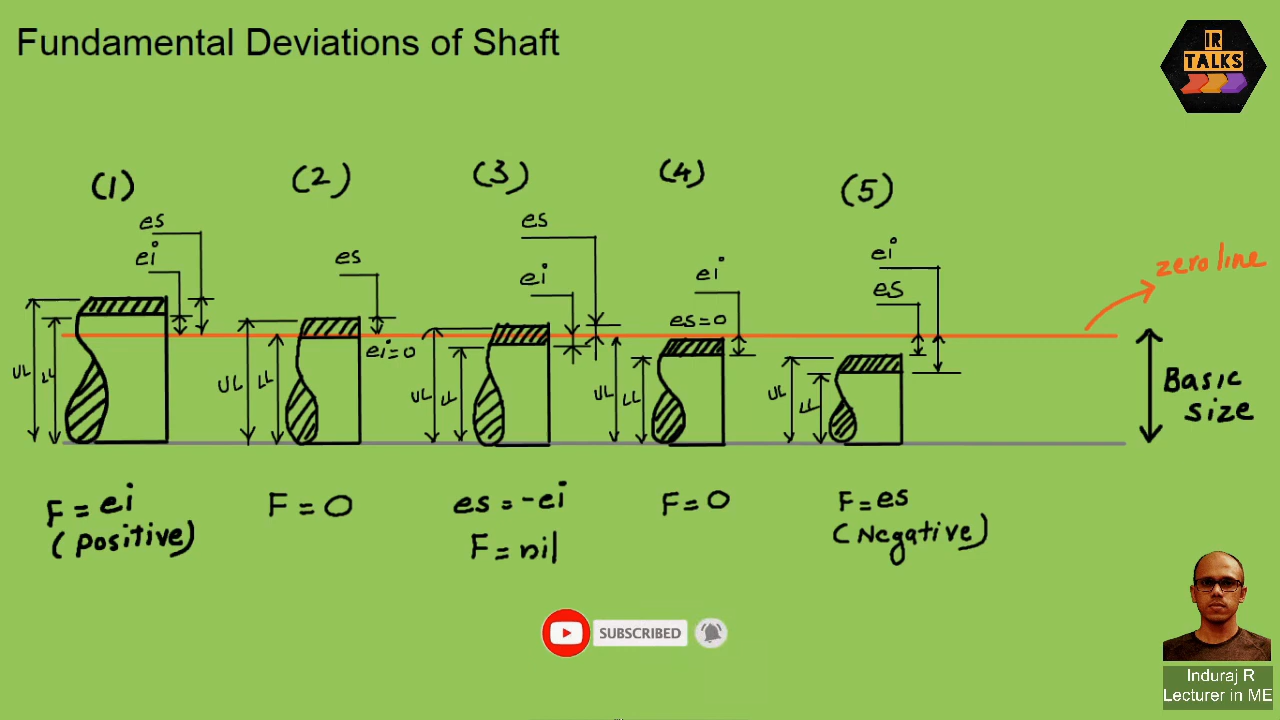 Fundamental Deviations of Shaft
IR
TALKS
(1) (2) (3) (4) (5)
es es es ei ei
ei ei es=0 es
zero line
ei=0
UL LL UL LL UL LL UL LL UL LL
Basic
size
F = ei
(Positive)
F = 0
es = -ei
F = nil
F = 0
F = es
(Negative)
SUBSCRIBED
Induraj R
Lecturer in ME